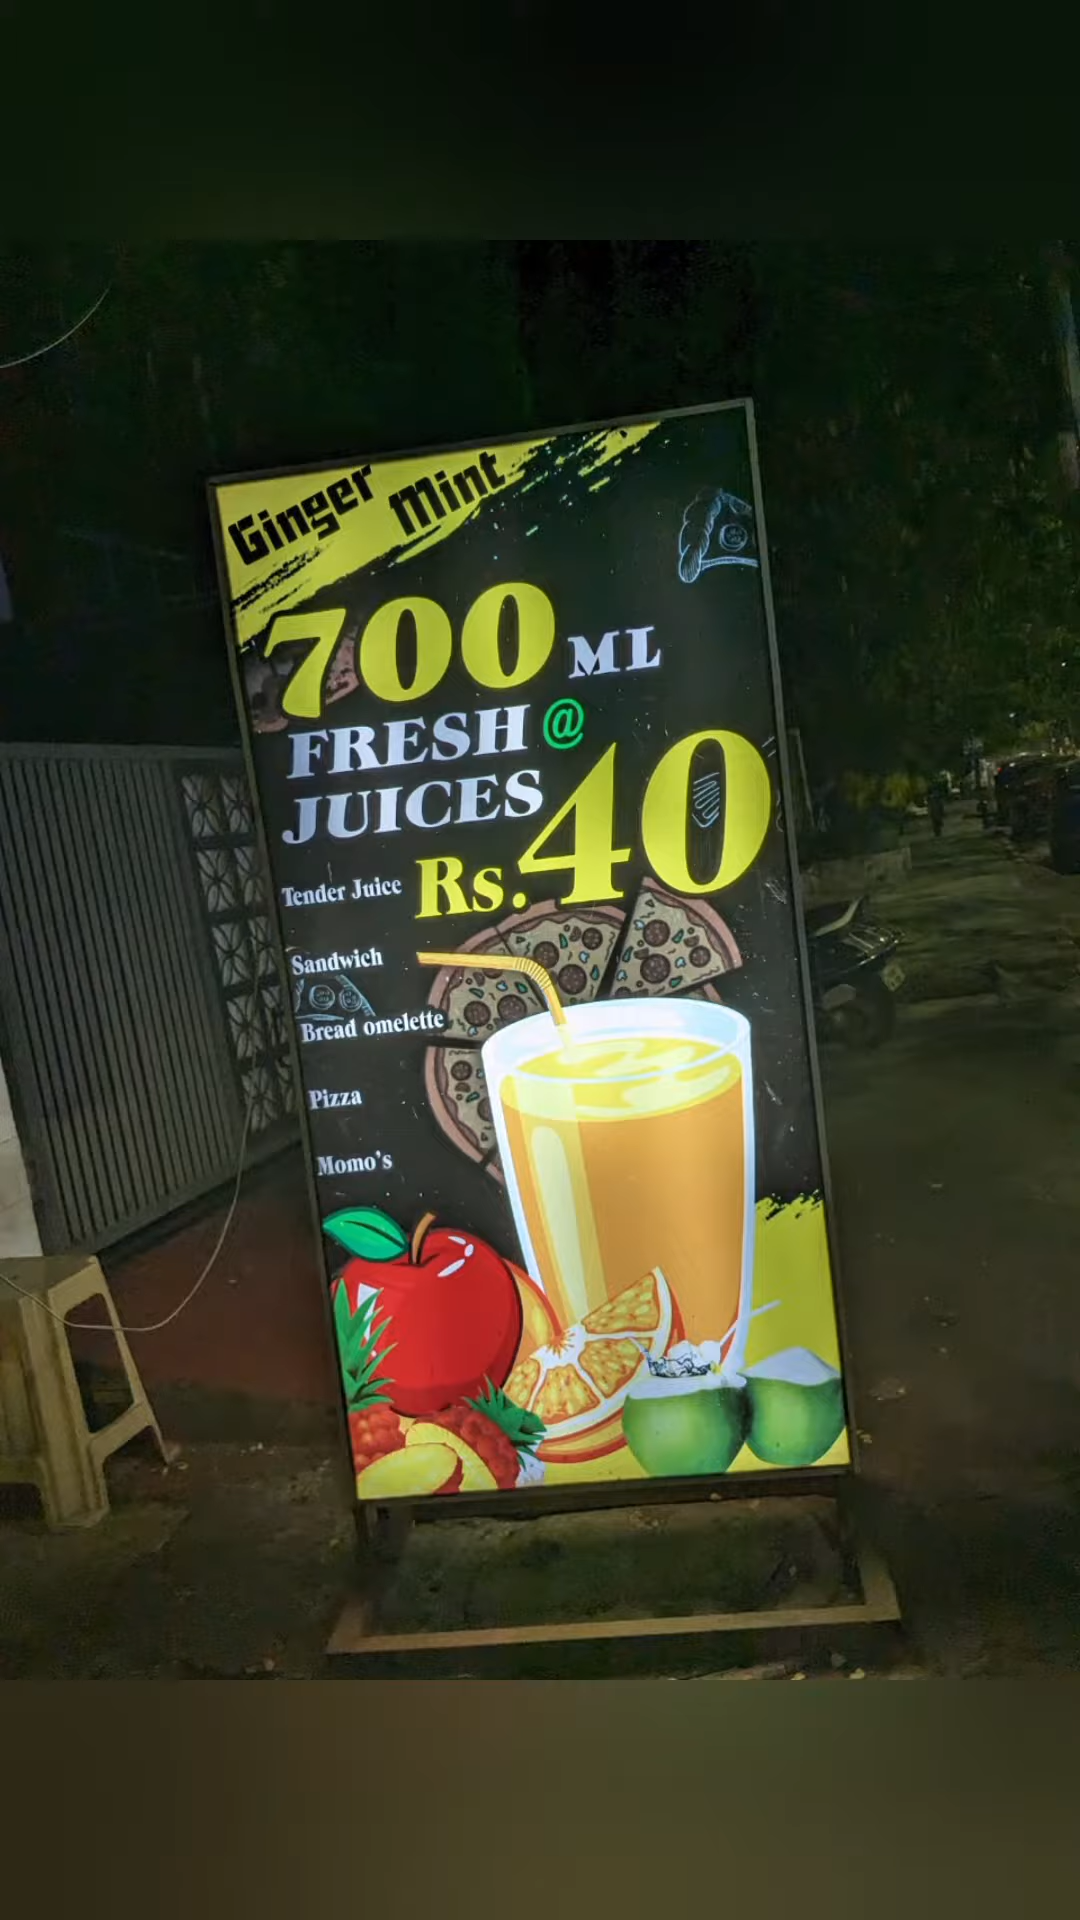 Ginger Mint
700 ML
FRESH @
JUICES
Rs. 40
Tender Juice
Sandwich
Bread omelette
Pizza
Momo's